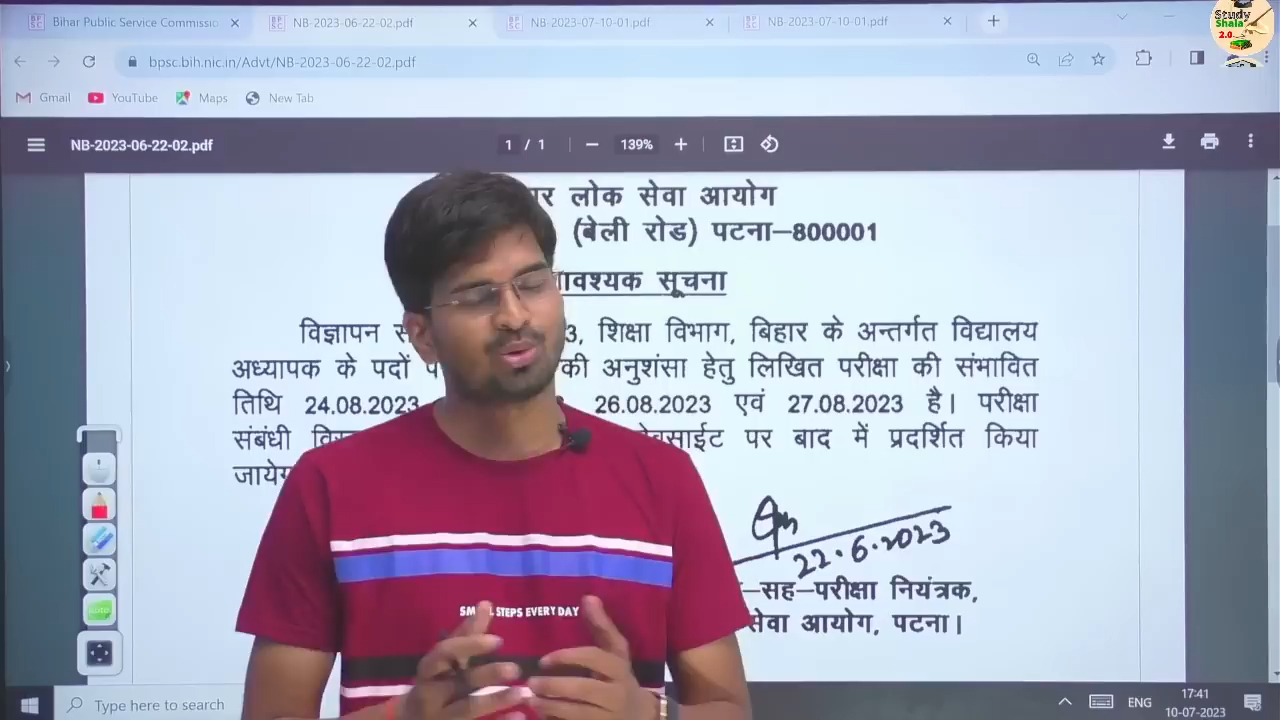 Bihar Public Service Commissio
NB-2023-06-22-02.pdf
NB-2023-07-10-01.pdf
NB-2023-07-10-01.pdf
Study
Shala
2.0
bpsc.bih.nic.in/Advt/NB-2023-06-22-02.pdf
Gmail
YouTube
Maps
New Tab
NB-2023-06-22-02.pdf
1 / 1
139%
लोक सेवा आयोग
(बेली रोड) पटना–800001
सूचना
विज्ञापन शिक्षा विभाग, बिहार के अन्तर्गत विद्यालय
अध्यापक के पदों की अनुशंसा हेतु लिखित परीक्षा की संभावित
तिथि 24.08.2023 26.08.2023 एवं 27.08.2023 है। परीक्षा
संबंधी पर बाद में प्रदर्शित किया
22.6.2023
–सह–परीक्षा नियंत्रक,
सेवा आयोग, पटना।
STEPS EVERY DAY
Type here to search
ENG
17:41
10-07-2023